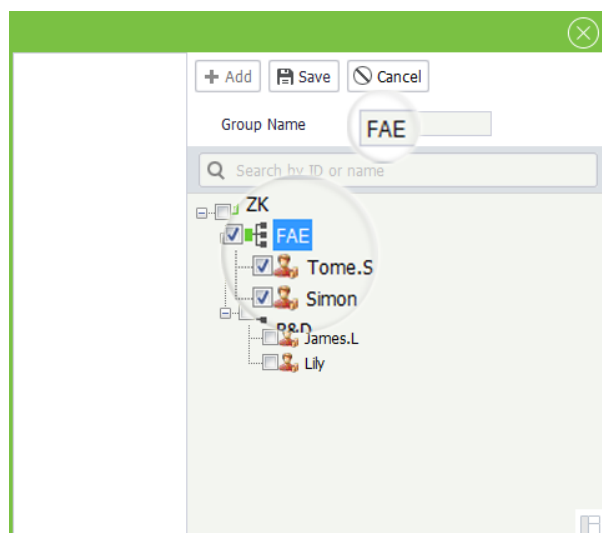 Add Save Cancel
Group Name FAE
Search by ID or name
ZK
FAE
Tome.S
Simon
R&D
James.L
Lily